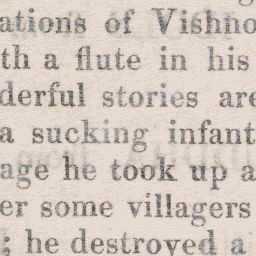 ations of Vishno
th a flute in his
derful stories are
a sucking infant
age he took up a
er some villagers
; he destroyed a